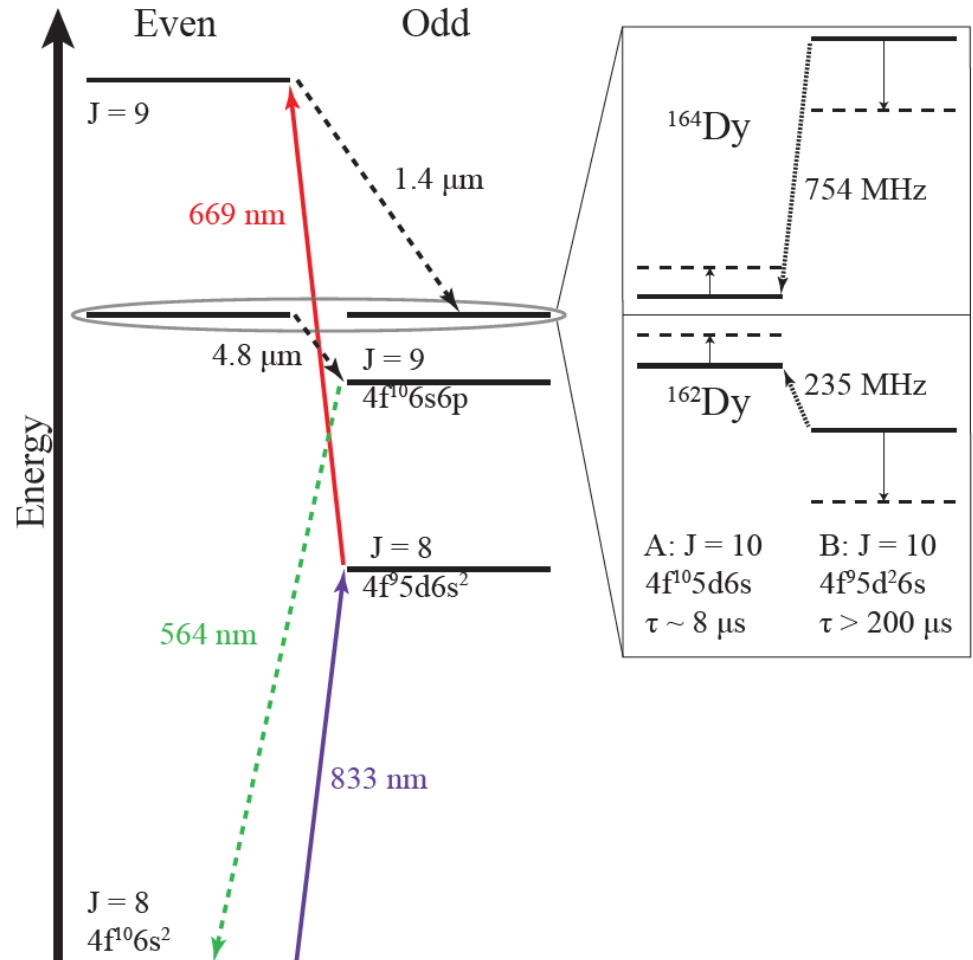 Even
Odd
Energy
J = 9
669 nm
1.4 μm
4.8 μm
J = 9
4f¹⁰6s6p
J = 8
4f⁹5d6s²
564 nm
833 nm
J = 8
4f¹⁰6s²
¹⁶⁴Dy
754 MHz
¹⁶²Dy
235 MHz
A: J = 10
4f¹⁰5d6s
τ ~ 8 μs
B: J = 10
4f⁹5d²6s
τ > 200 μs